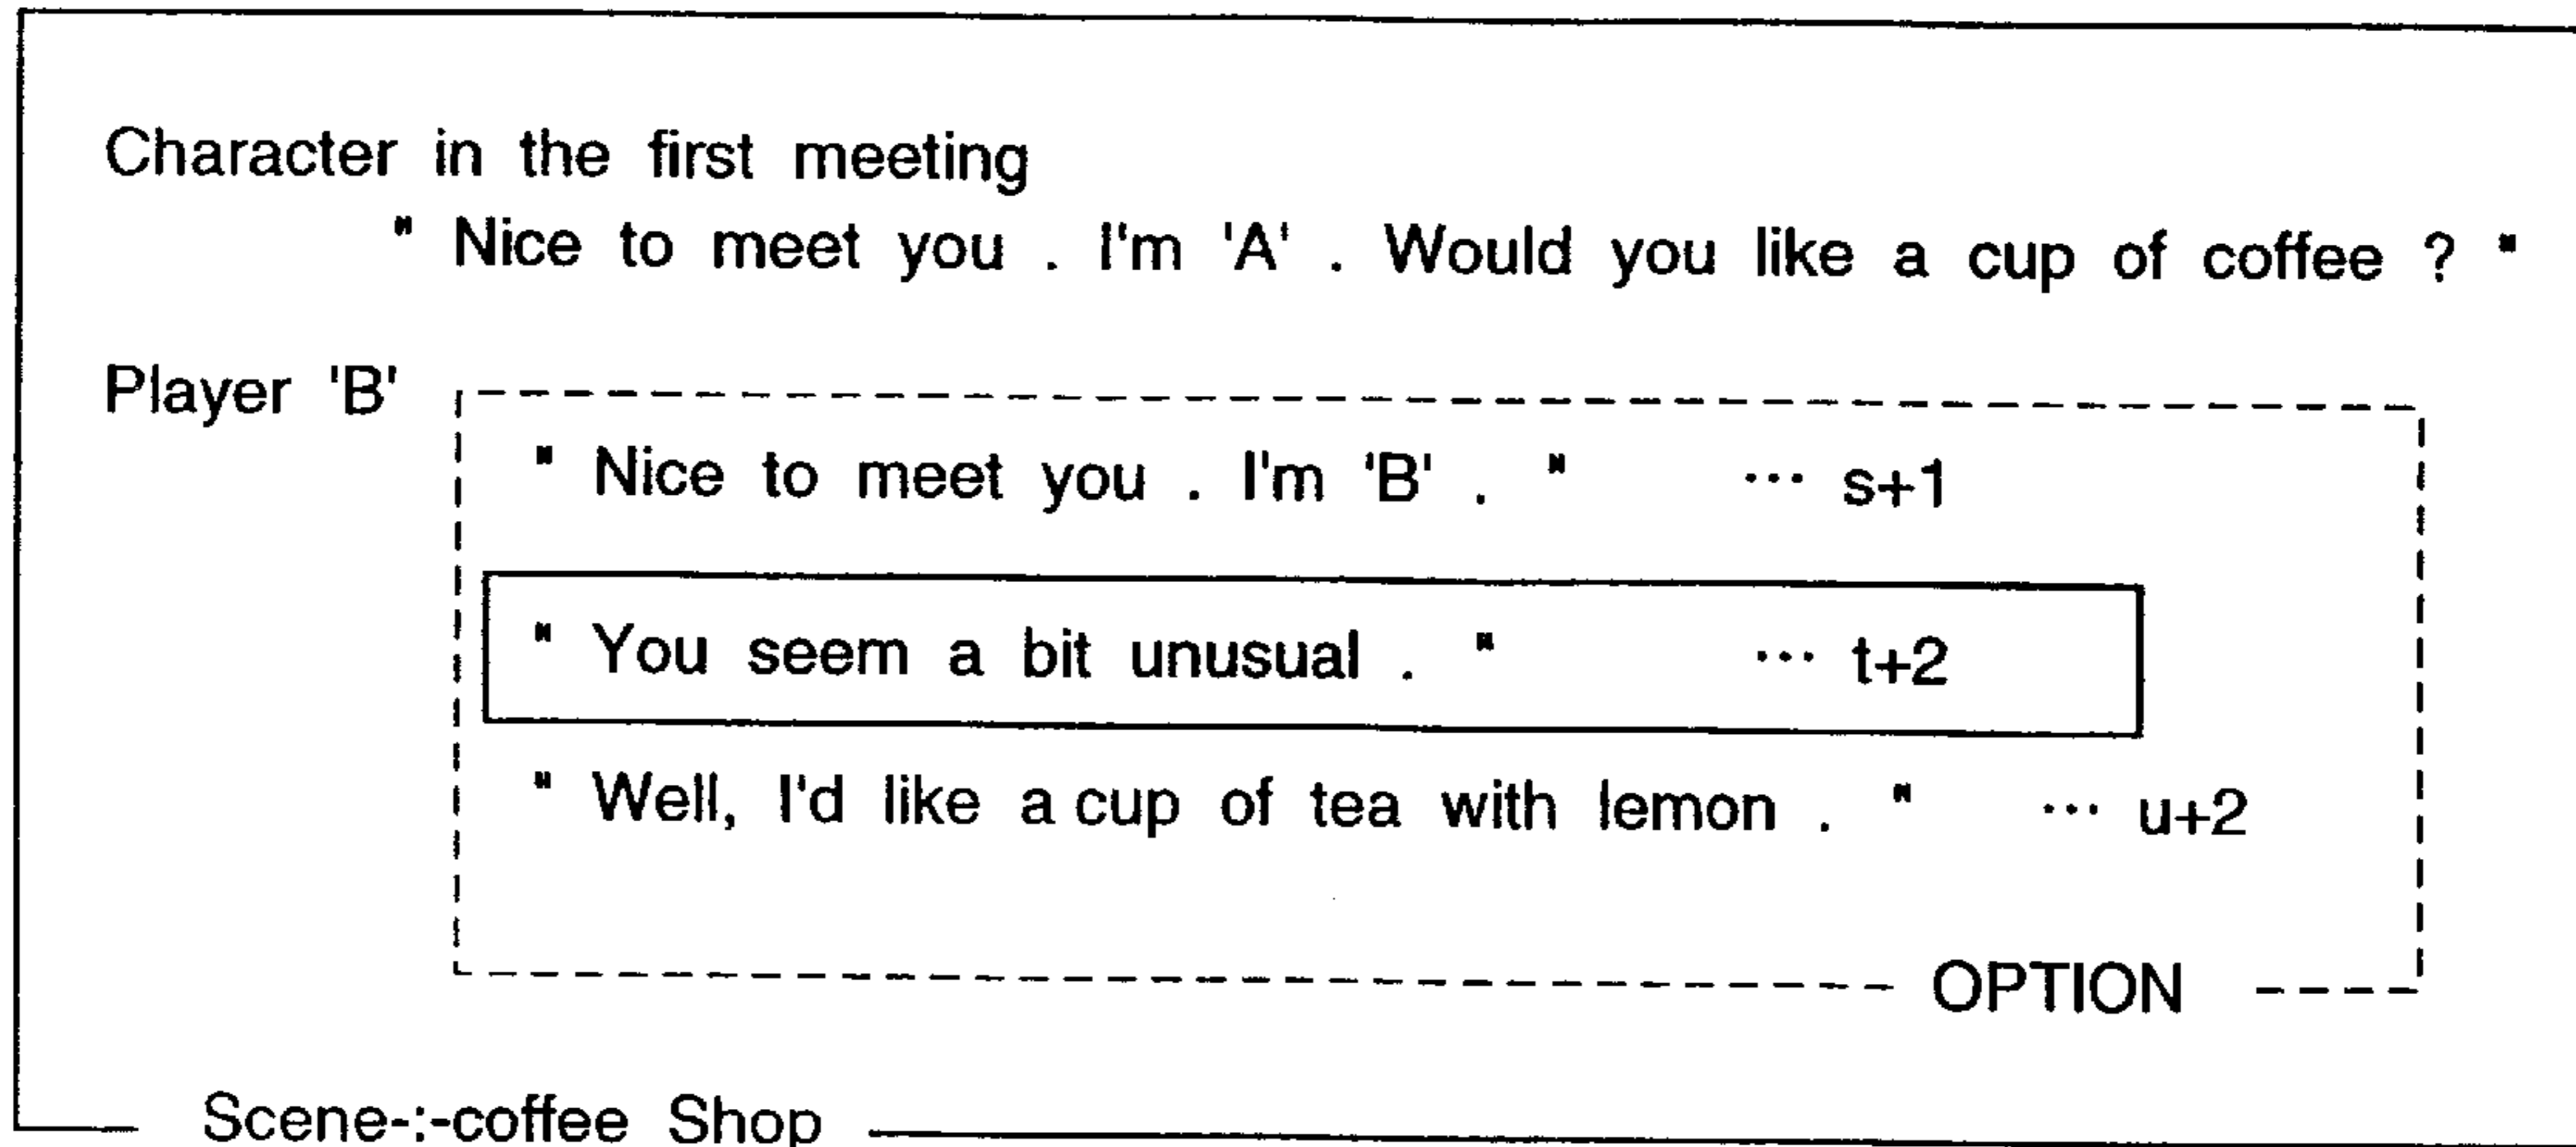 Character in the first meeting
" Nice to meet you . I'm 'A' . Would you like a cup of coffee ? "
Player 'B'
" Nice to meet you . I'm 'B' . " ··· s+1
" You seem a bit unusual . " ··· t+2
" Well, I'd like a cup of tea with lemon . " ··· u+2
OPTION
Scene-:-coffee Shop